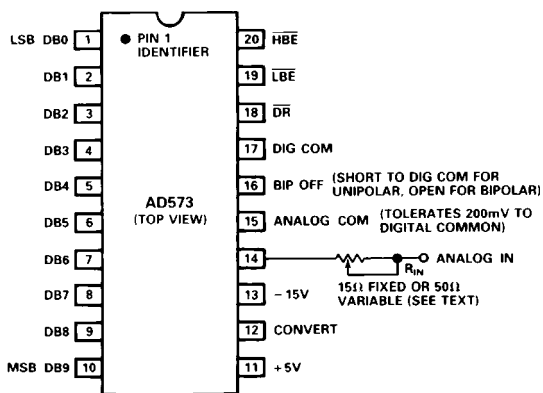 LSB DB0 1 ● PIN 1 20 HBE
IDENTIFIER
DB1 2 19 LBE
DB2 3 18 DR
DB3 4 17 DIG COM
DB4 5 16 BIP OFF (SHORT TO DIG COM FOR
UNIPOLAR, OPEN FOR BIPOLAR)
AD573
(TOP VIEW)
DB5 6 15 ANALOG COM (TOLERATES 200mV TO
DIGITAL COMMON)
DB6 7 14 ANALOG IN
RIN
15Ω FIXED OR 50Ω
VARIABLE (SEE TEXT)
DB7 8 13 −15V
DB8 9 12 CONVERT
MSB DB9 10 11 +5V